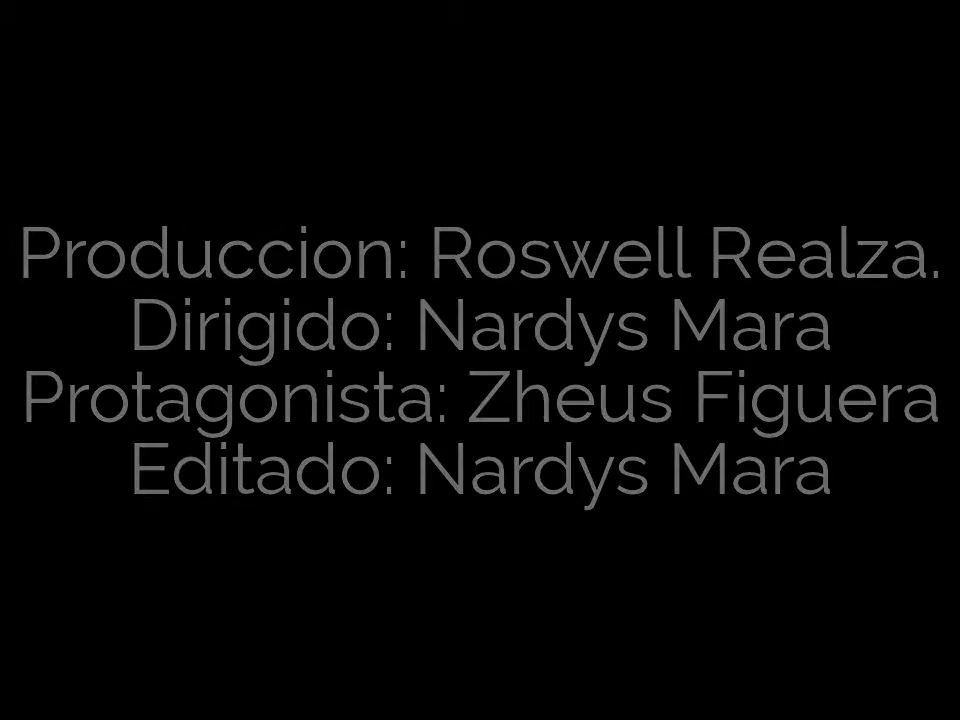 Produccion: Roswell Realza.
Dirigido: Nardys Mara
Protagonista: Zheus Figuera
Editado: Nardys Mara